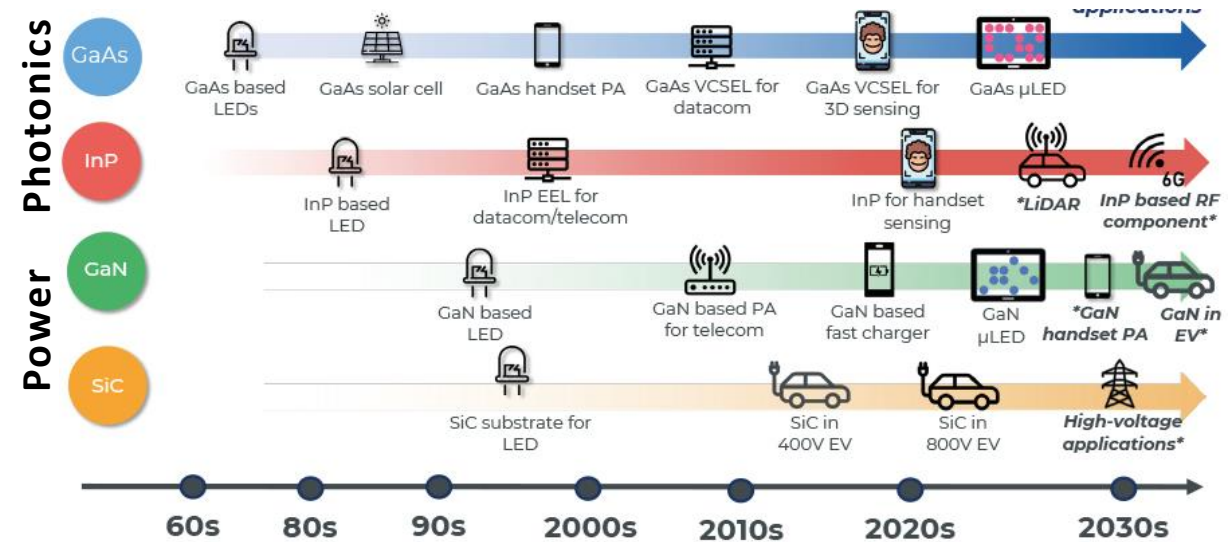 applications
Photonics
GaAs
GaAs based
LEDs
GaAs solar cell
GaAs handset PA
GaAs VCSEL for
datacom
GaAs VCSEL for
3D sensing
GaAs µLED
InP
InP based
LED
InP EEL for
datacom/telecom
InP for handset
sensing
*LiDAR
6G
InP based RF
component*
Power
GaN
GaN based
LED
GaN based PA
for telecom
GaN based
fast charger
GaN
µLED
*GaN
handset PA
GaN in
EV*
SiC
SiC substrate for
LED
SiC in
400V EV
SiC in
800V EV
High-voltage
applications*
60s
80s
90s
2000s
2010s
2020s
2030s